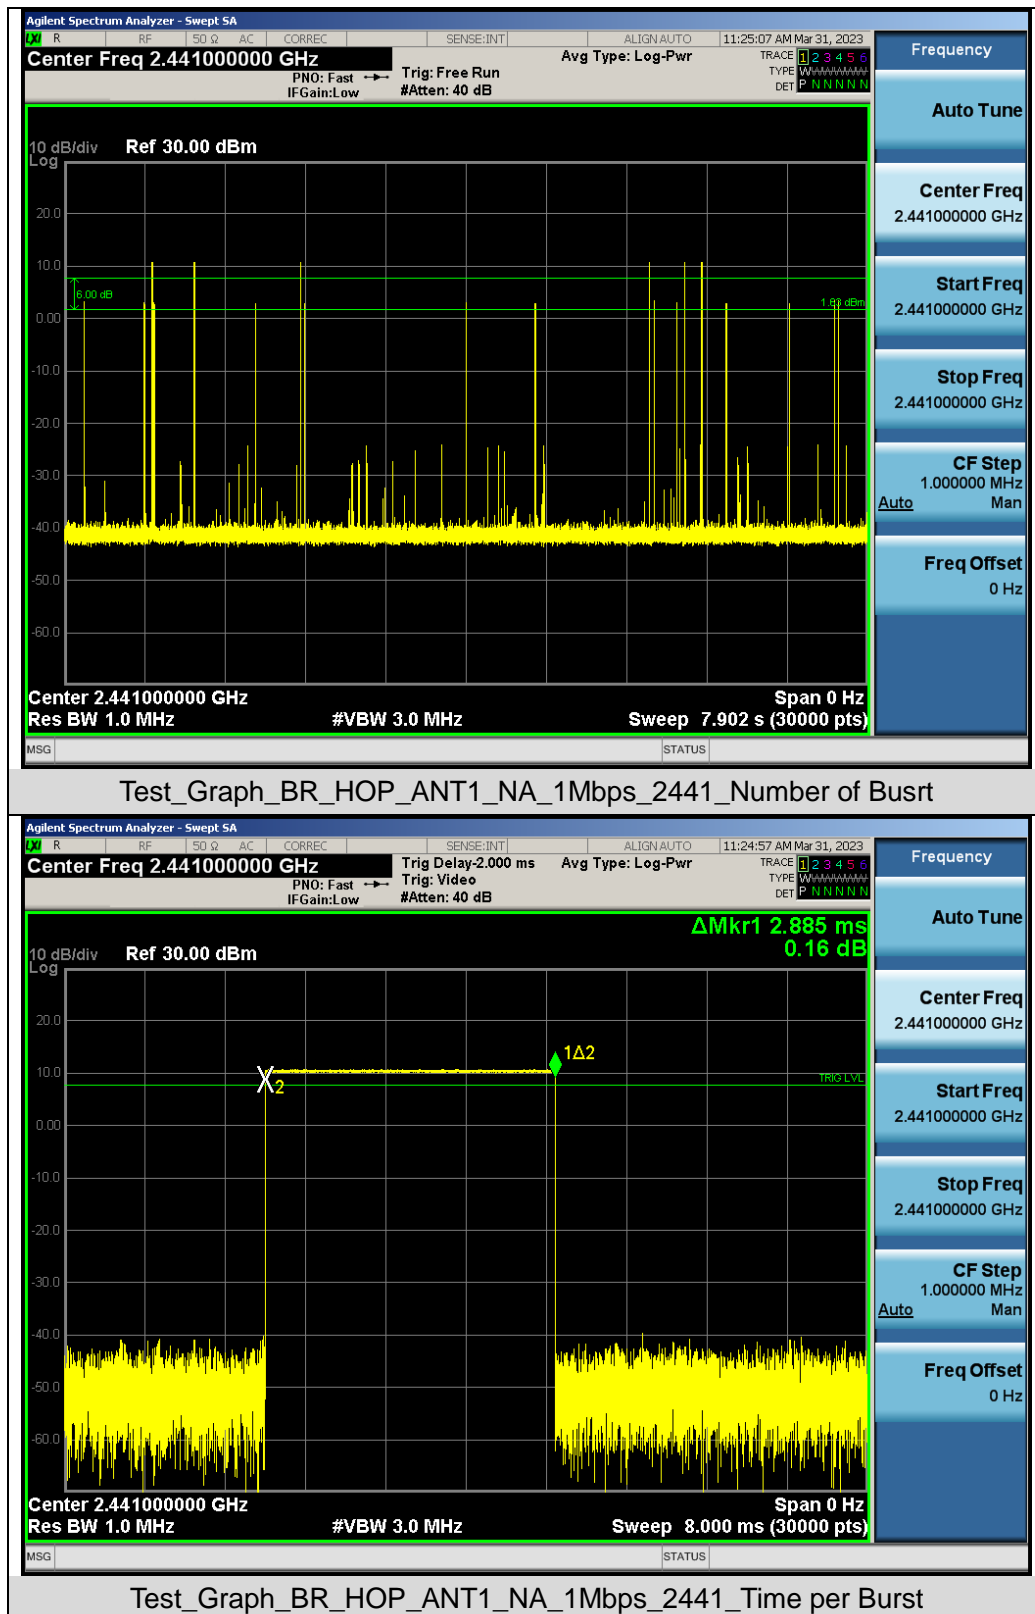 Agilent Spectrum Analyzer - Swept SA
LXI R RF 50 Ω AC CORREC SENSE:INT ALIGN AUTO 11:25:07 AM Mar 31, 2023
Center Freq 2.441000000 GHz
PNO: Fast
IFGain:Low
Trig: Free Run
#Atten: 40 dB
Avg Type: Log-Pwr
TRACE 1 2 3 4 5 6
TYPE W
DET P N N N N N
Frequency
Auto Tune
Center Freq
2.441000000 GHz
Start Freq
2.441000000 GHz
Stop Freq
2.441000000 GHz
CF Step
1.000000 MHz
Auto Man
Freq Offset
0 Hz
10 dB/div Ref 30.00 dBm
Log
20.0
10.0
6.00 dB
1.83 dBm
0.00
-10.0
-20.0
-30.0
-40.0
-50.0
-60.0
Center 2.441000000 GHz Span 0 Hz
Res BW 1.0 MHz #VBW 3.0 MHz Sweep 7.902 s (30000 pts)
MSG STATUS
Test_Graph_BR_HOP_ANT1_NA_1Mbps_2441_Number of Busrt
Agilent Spectrum Analyzer - Swept SA
LXI R RF 50 Ω AC CORREC SENSE:INT ALIGN AUTO 11:24:57 AM Mar 31, 2023
Center Freq 2.441000000 GHz
PNO: Fast
IFGain:Low
Trig Delay-2.000 ms
Trig: Video
#Atten: 40 dB
Avg Type: Log-Pwr
TRACE 1 2 3 4 5 6
TYPE W
DET P N N N N N
Frequency
Auto Tune
Center Freq
2.441000000 GHz
Start Freq
2.441000000 GHz
Stop Freq
2.441000000 GHz
CF Step
1.000000 MHz
Auto Man
Freq Offset
0 Hz
ΔMkr1 2.885 ms
0.16 dB
10 dB/div Ref 30.00 dBm
Log
20.0
10.0
1Δ2
2
TRIG LVL
0.00
-10.0
-20.0
-30.0
-40.0
-50.0
-60.0
Center 2.441000000 GHz Span 0 Hz
Res BW 1.0 MHz #VBW 3.0 MHz Sweep 8.000 ms (30000 pts)
MSG STATUS
Test_Graph_BR_HOP_ANT1_NA_1Mbps_2441_Time per Burst